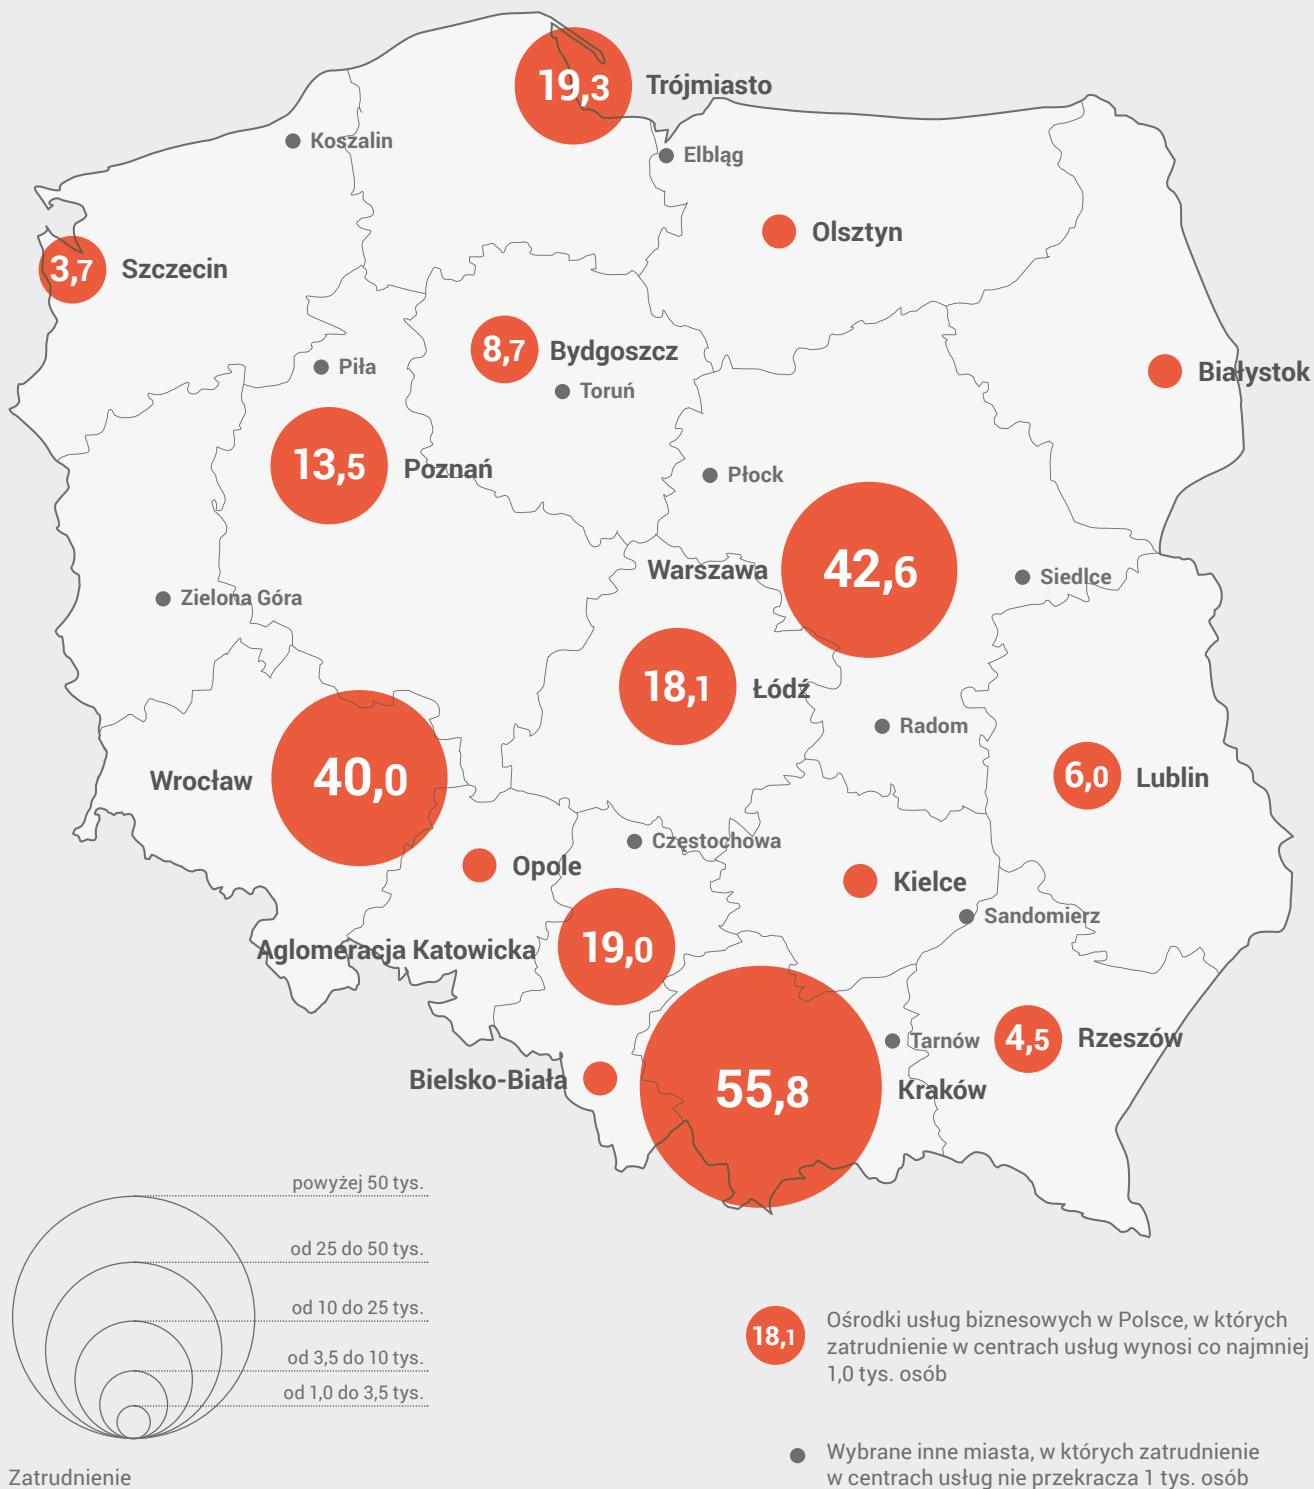 19,3
Trójmiasto
Koszalin
Elbląg
Olsztyn
3,7
Szczecin
8,7
Bydgoszcz
Piła
Toruń
Białystok
13,5
Poznań
Płock
Warszawa
42,6
Siedlce
Zielona Góra
18,1
Łódź
Radom
Wrocław
40,0
6,0
Lublin
Częstochowa
Opole
Kielce
Sandomierz
Aglomeracja Katowicka
19,0
Tarnów
4,5
Rzeszów
Bielsko-Biała
55,8
Kraków
powyżej 50 tys.
od 25 do 50 tys.
od 10 do 25 tys.
od 3,5 do 10 tys.
od 1,0 do 3,5 tys.
Zatrudnienie
18,1
Ośrodki usług biznesowych w Polsce, w których
zatrudnienie w centrach usług wynosi co najmniej
1,0 tys. osób
Wybrane inne miasta, w których zatrudnienie
w centrach usług nie przekracza 1 tys. osób